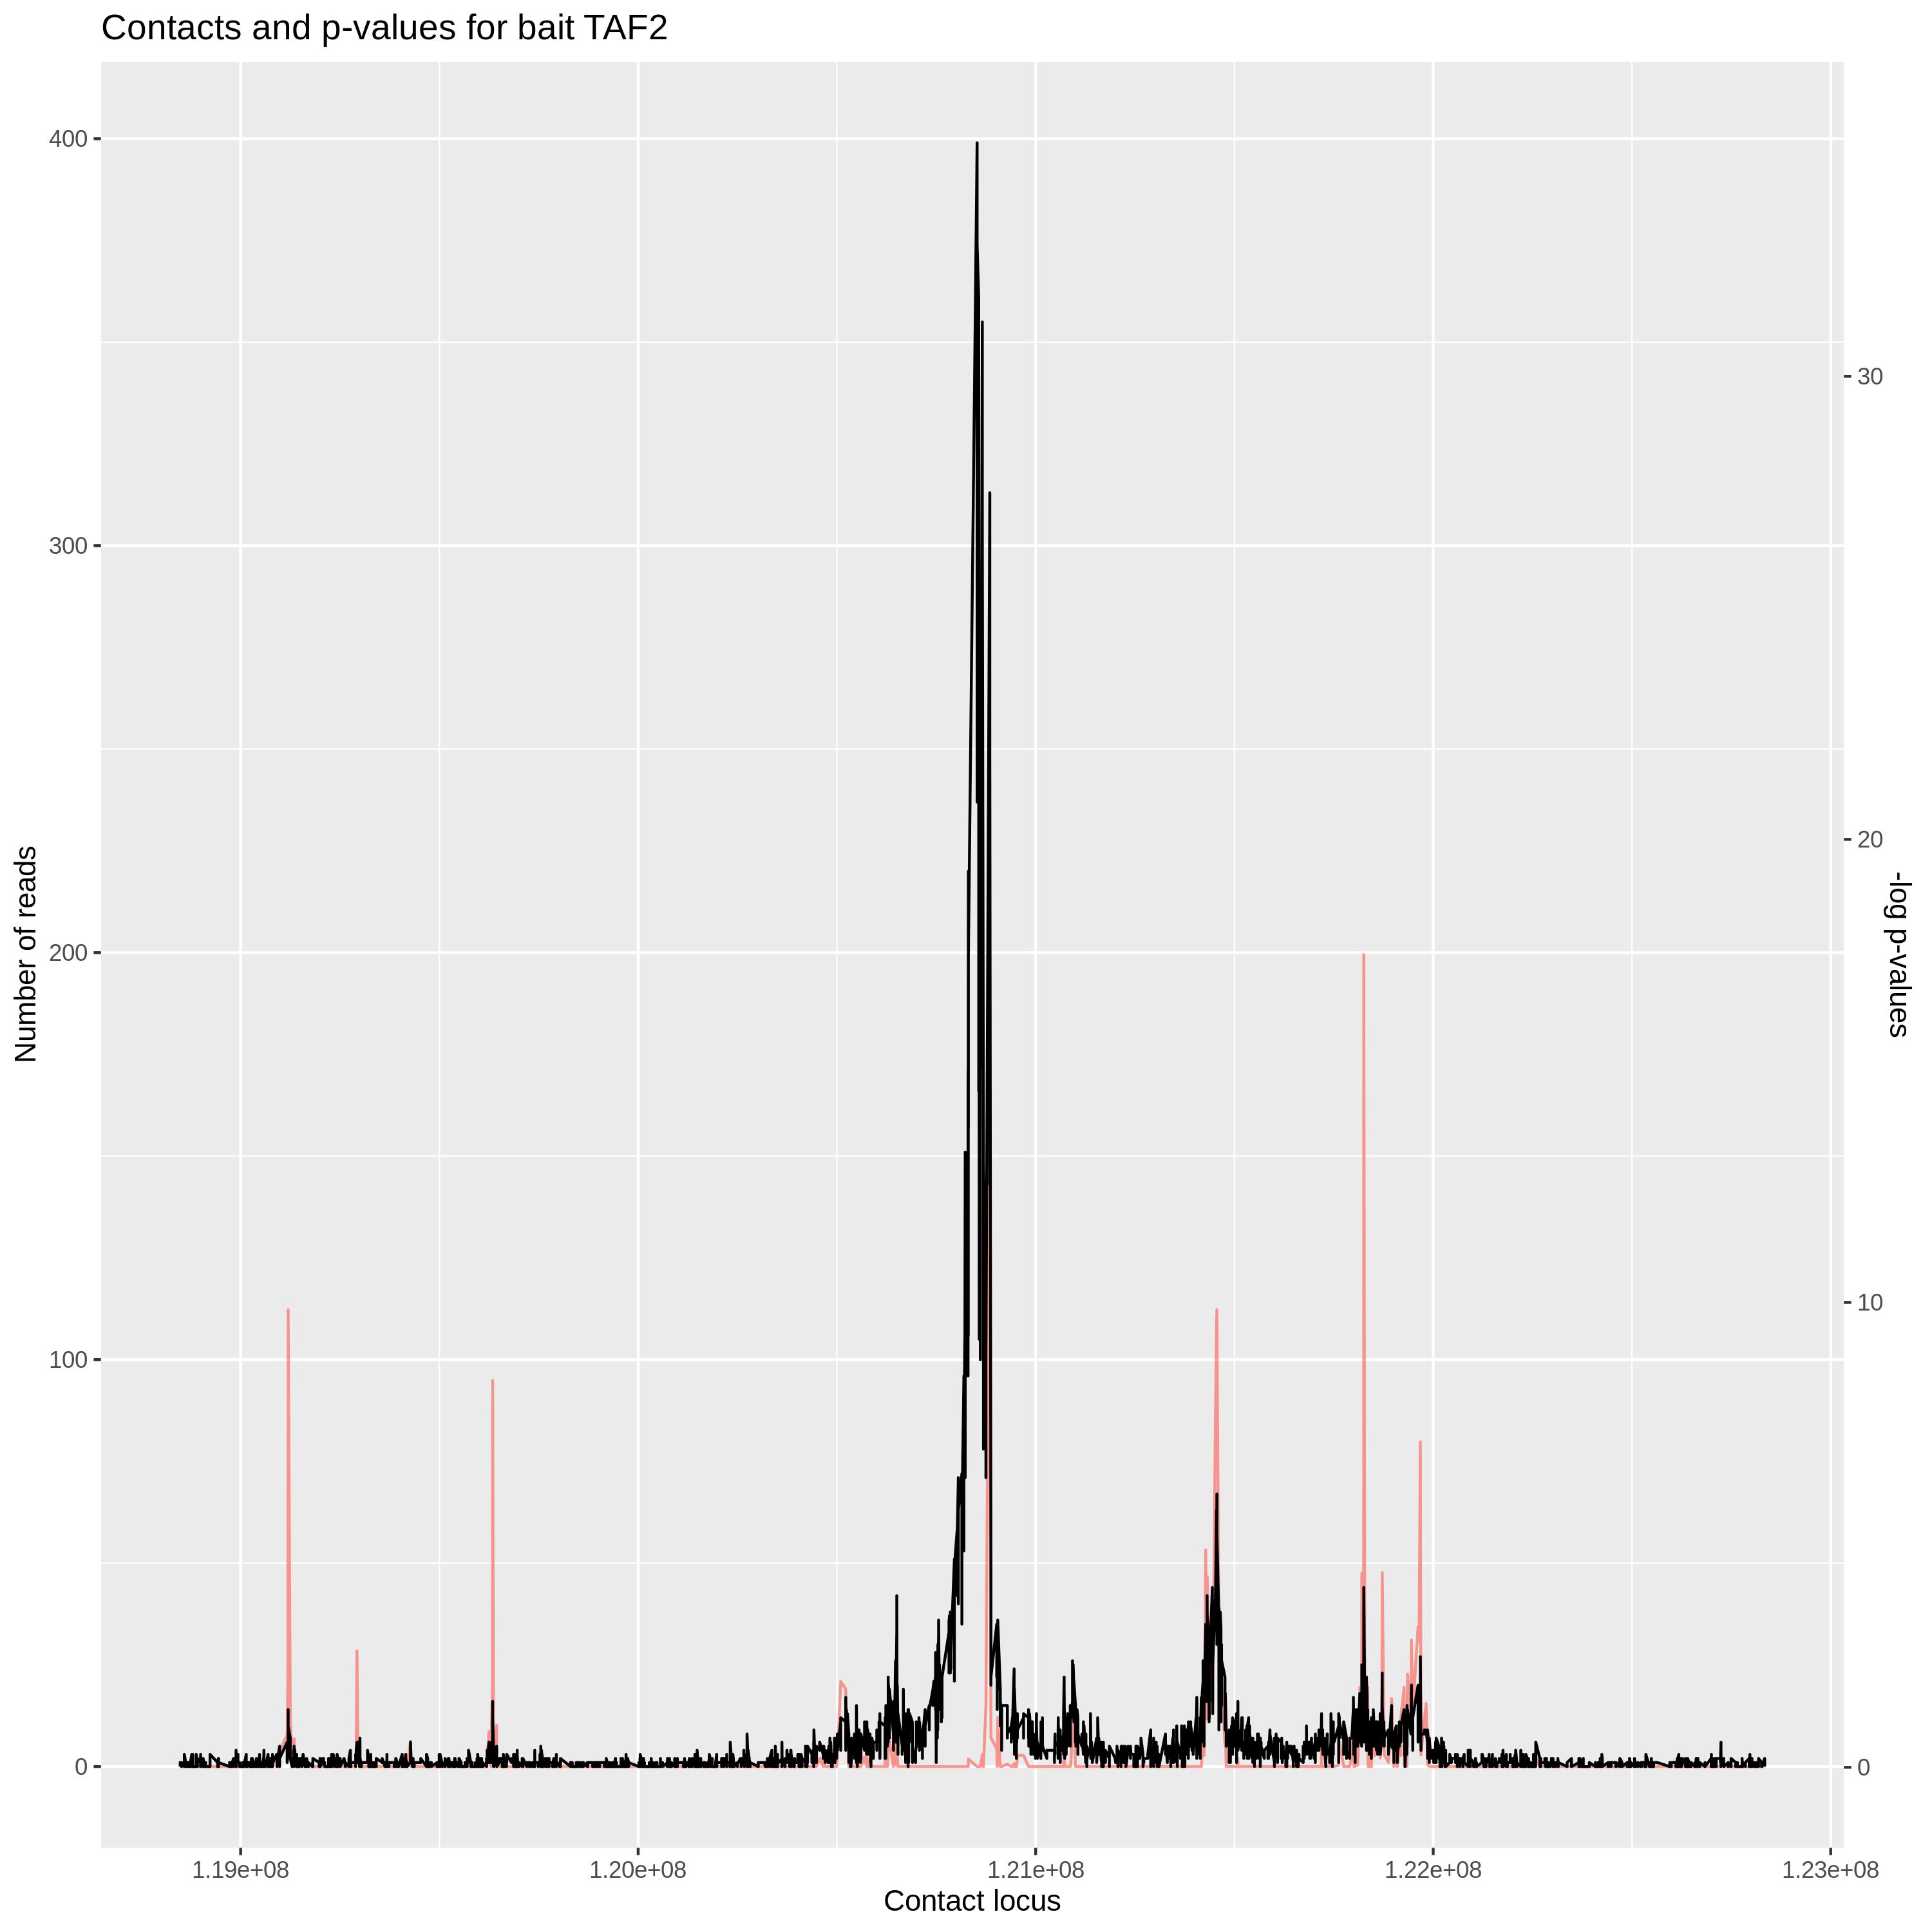 Contacts and p-values for bait TAF2
400
300
200
100
0
Number of reads
30
20
10
0
-log p-values
1.19e+08
1.20e+08
1.21e+08
1.22e+08
1.23e+08
Contact locus